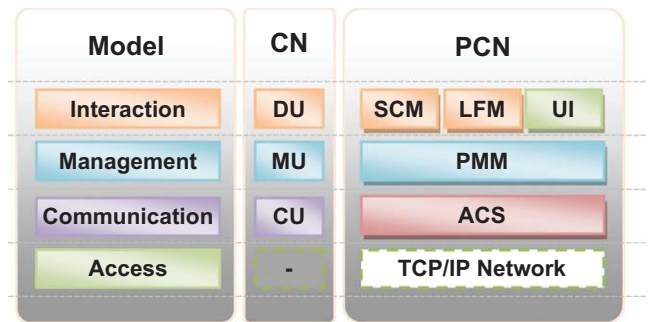 Model CN PCN
Interaction DU SCM LFM UI
Management MU PMM
Communication CU ACS
Access - TCP/IP Network